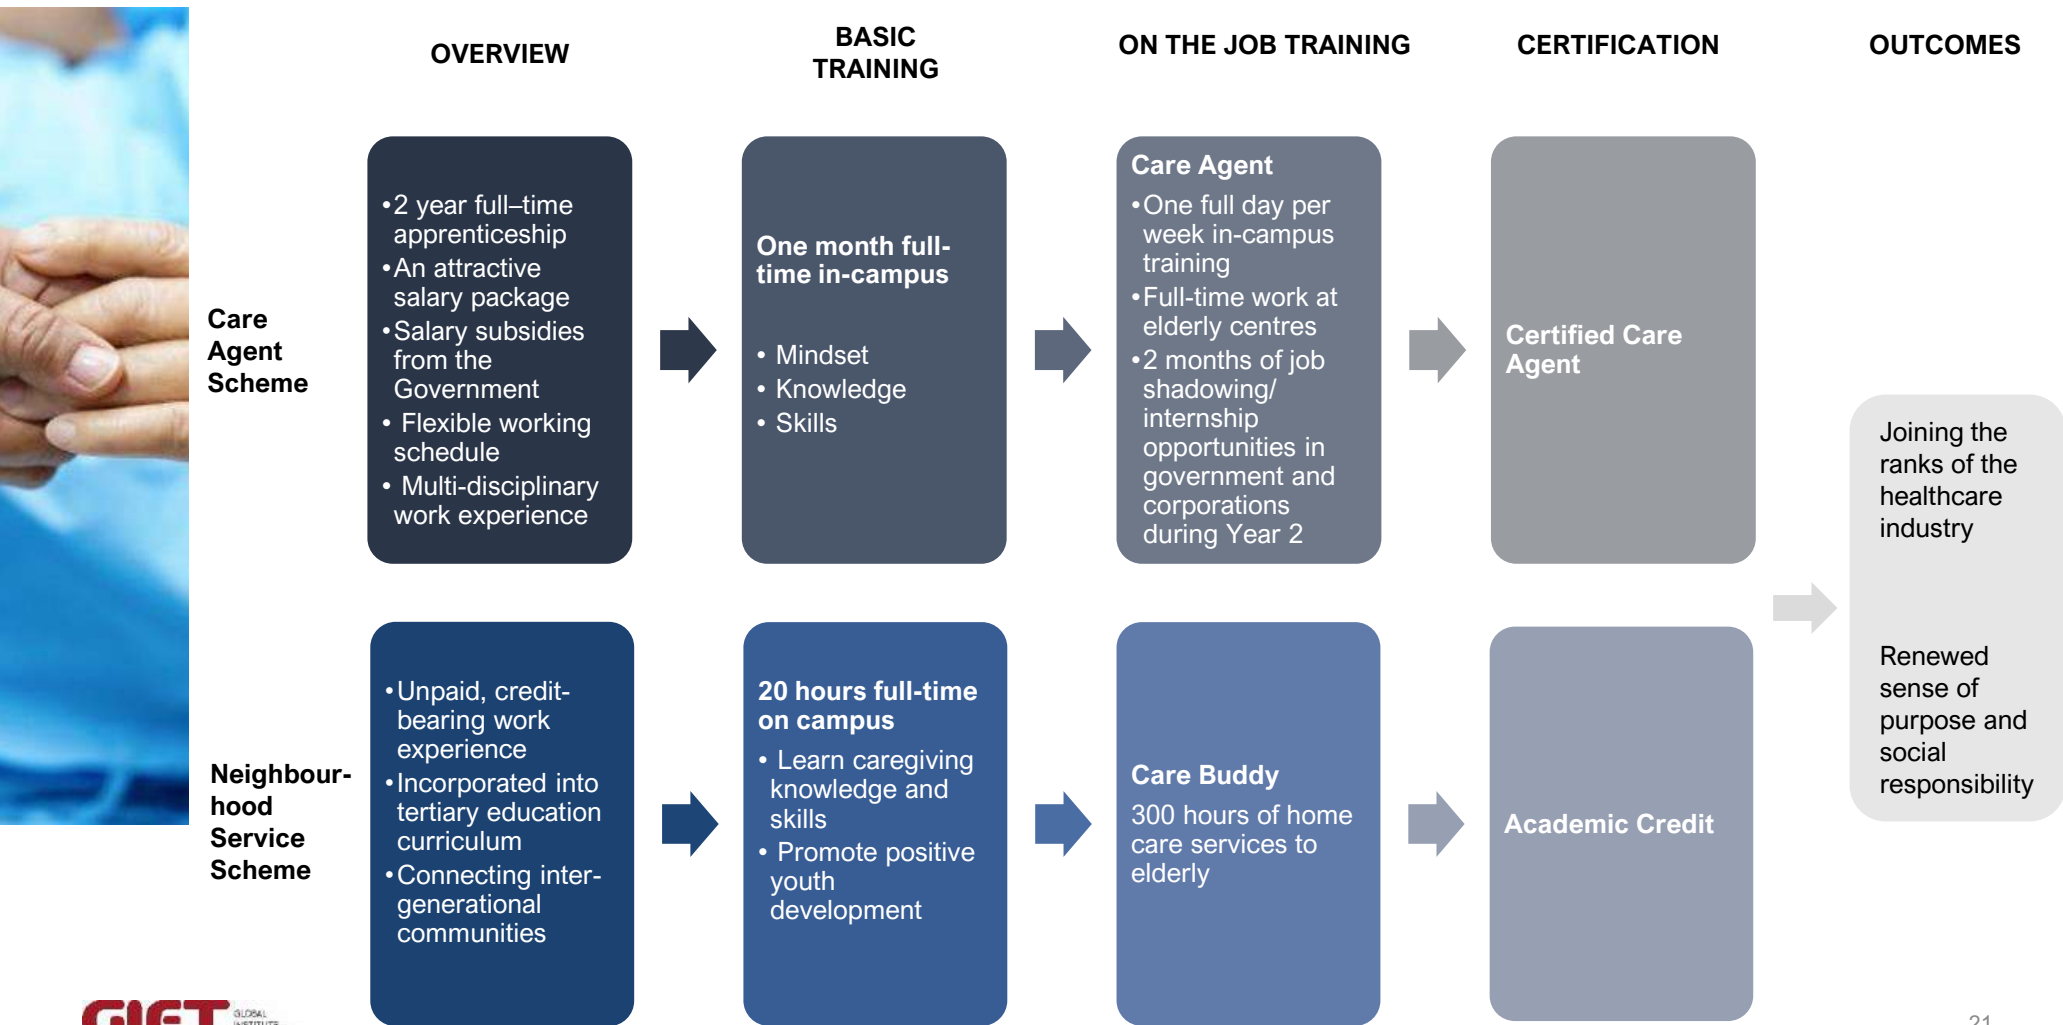 OVERVIEW
BASIC
TRAINING
ON THE JOB TRAINING
CERTIFICATION
OUTCOMES
Care
Agent
Scheme
•2 year full–time
apprenticeship
•An attractive
salary package
•Salary subsidies
from the
Government
• Flexible working
schedule
• Multi-disciplinary
work experience
One month full-
time in-campus
• Mindset
• Knowledge
• Skills
Care Agent
•One full day per
week in-campus
training
•Full-time work at
elderly centres
•2 months of job
shadowing/
internship
opportunities in
government and
corporations
during Year 2
Certified Care
Agent
Neighbour-
hood
Service
Scheme
•Unpaid, credit-
bearing work
experience
•Incorporated into
tertiary education
curriculum
•Connecting inter-
generational
communities
20 hours full-time
on campus
• Learn caregiving
knowledge and
skills
• Promote positive
youth
development
Care Buddy
300 hours of home
care services to
elderly
Academic Credit
Joining the
ranks of the
healthcare
industry
Renewed
sense of
purpose and
social
responsibility
GIFT
GLOBAL
INSTITUTE
21